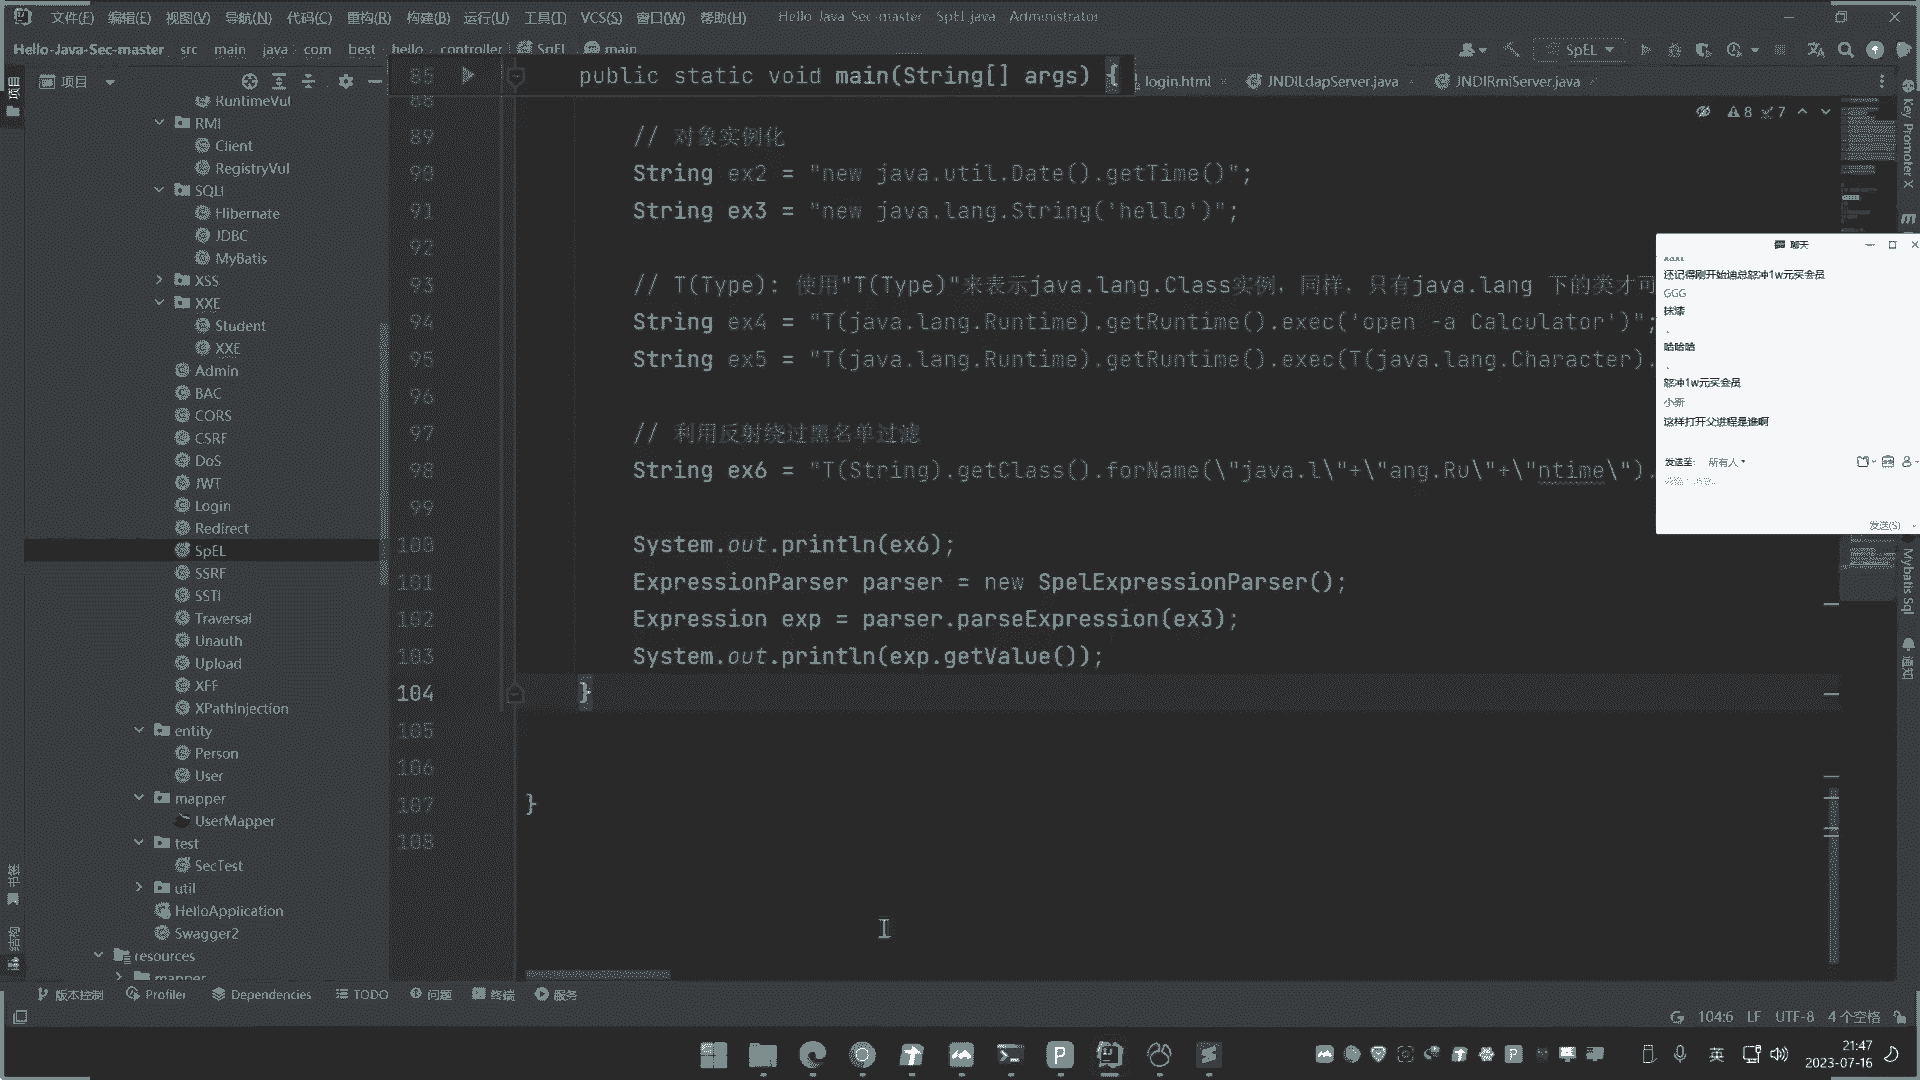 文件(F) 编辑(E) 视图(V) 导航(N) 代码(C) 重构(R) 构建(B) 运行(U) 工具(T) VCS(S) 窗口(W) 帮助(H) Hello-Java-Sec-master - SpEL.java - Administrator
Hello-Java-Sec-master src main java com best hello controller SpEL main SpEL
项目
login.html JNDILdapServer.java JNDIRmiServer.java
RuntimeVul
RMI
Client
RegistryVul
SQLI
Hibernate
JDBC
MyBatis
XSS
XXE
Student
XXE
Admin
BAC
CORS
CSRF
DoS
JWT
Login
Redirect
SpEL
SSRF
SSTI
Traversal
Unauth
Upload
XFF
XPathInjection
entity
Person
User
mapper
UserMapper
test
SecTest
util
HelloApplication
Swagger2
resources
mapper
85 public static void main(String[] args) {
88
8 7
89 // 对象实例化
90 String ex2 = "new java.util.Date().getTime()";
91 String ex3 = "new java.lang.String('hello')";
92
93 // T(Type): 使用"T(Type)"来表示java.lang.Class实例，同样，只有java.lang 下的类才可
94 String ex4 = "T(java.lang.Runtime).getRuntime().exec('open -a Calculator')";
95 String ex5 = "T(java.lang.Runtime).getRuntime().exec(T(java.lang.Character).
96
97 // 利用反射绕过黑名单过滤
98 String ex6 = "T(String).getClass().forName(\"java.l\"+\"ang.Ru\"+\"ntime\").
99
100 System.out.println(ex6);
101 ExpressionParser parser = new SpelExpressionParser();
102 Expression exp = parser.parseExpression(ex3);
103 System.out.println(exp.getValue());
104 }
105
106
107 }
108
聊天
还记得刚开始迪总怒冲1w元买会员
GGG
抹漆
.
哈哈哈
.
怒冲1w元买会员
小新
这样打开父进程是谁啊
发送至: 所有人
发送(S)
项目
书签
结构
Key Promoter X
Mybatis Sql
通知
版本控制 Profiler Dependencies TODO 问题 终端 服务
104:6 LF UTF-8 4 个空格
英
21:47
2023-07-16